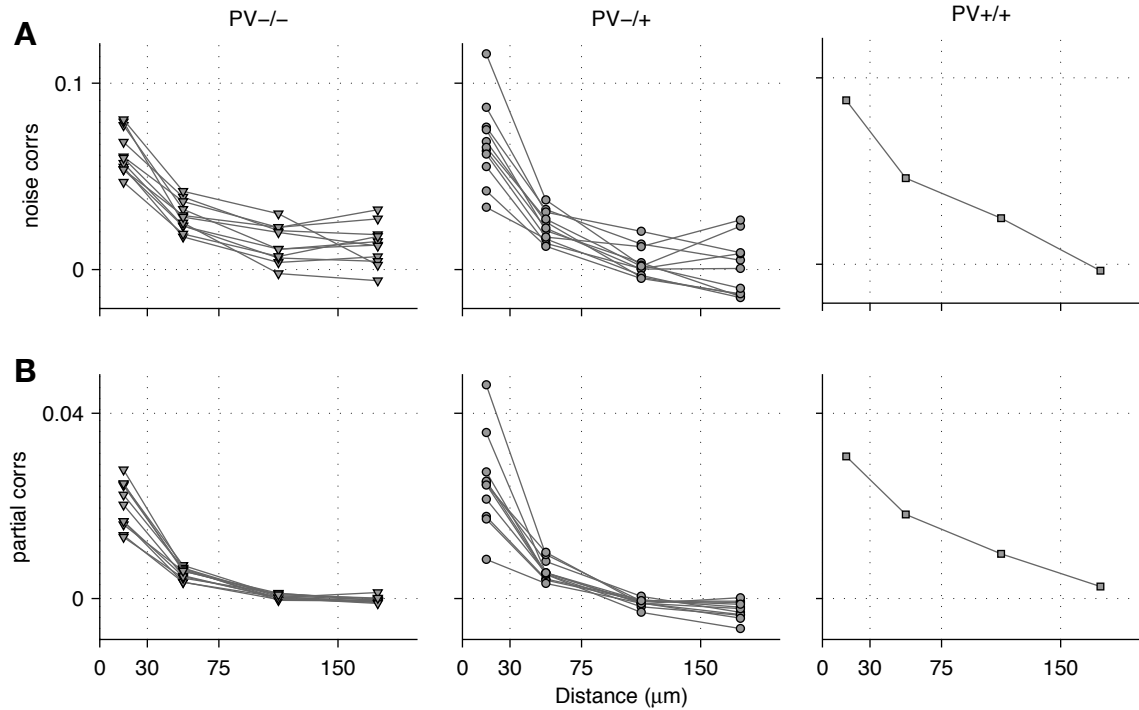 PV−/− PV−/+ PV+/+
A
noise corrs
0.1
0
B
partial corrs
0.04
0
0 30 75 150 0 30 75 150 0 30 75 150
Distance (μm)